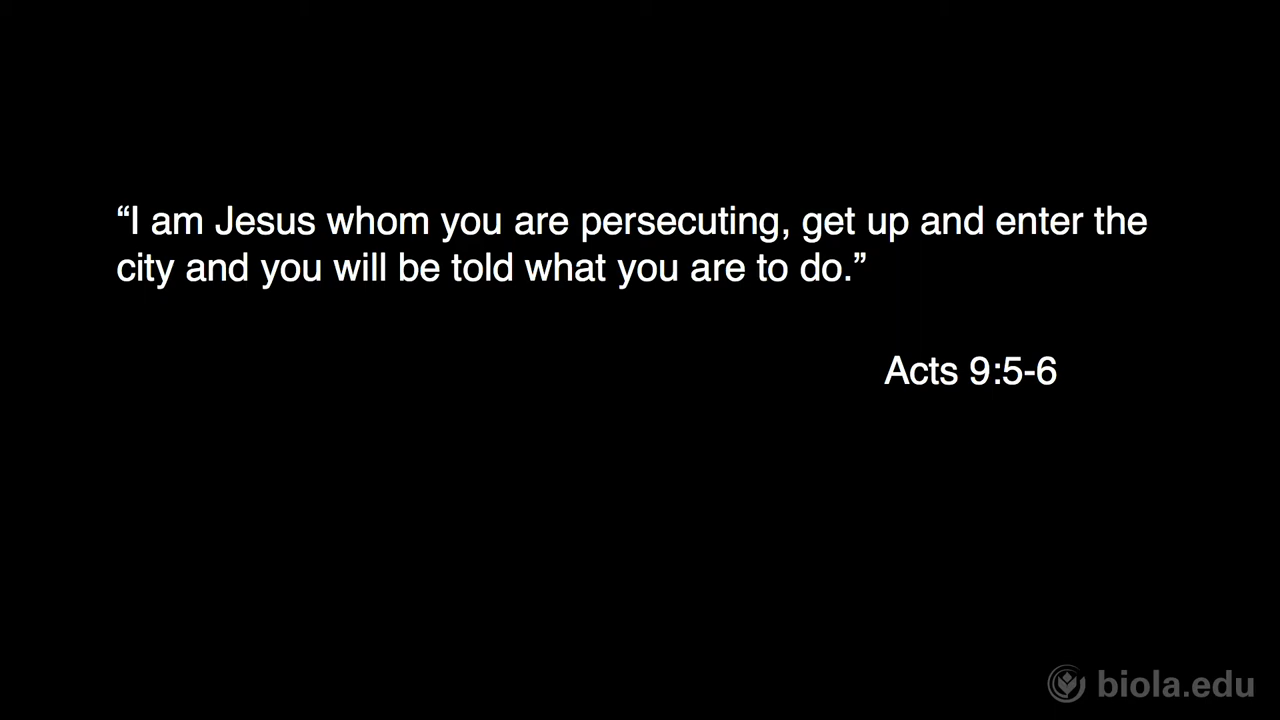 “I am Jesus whom you are persecuting, get up and enter the
city and you will be told what you are to do.”
Acts 9:5-6
biola.edu